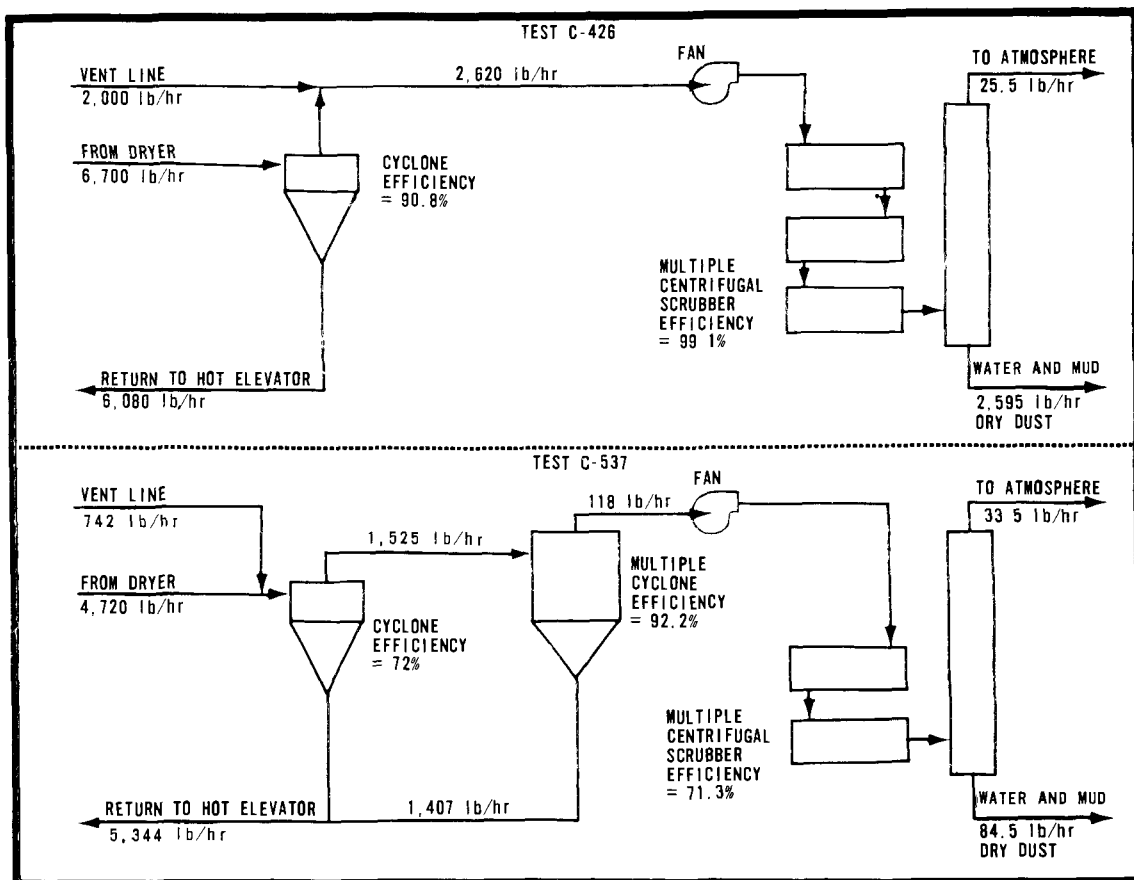 TEST C-426
FAN
TO ATMOSPHERE
25.5 lb/hr
VENT LINE
2,000 lb/hr
2,620 lb/hr
FROM DRYER
6,700 lb/hr
CYCLONE
EFFICIENCY
= 90.8%
MULTIPLE
CENTRIFUGAL
SCRUBBER
EFFICIENCY
= 99 1%
RETURN TO HOT ELEVATOR
6,080 lb/hr
WATER AND MUD
2,595 lb/hr
DRY DUST
TEST C-537
FAN
TO ATMOSPHERE
33 5 lb/hr
VENT LINE
742 lb/hr
118 lb/hr
1,525 lb/hr
FROM DRYER
4,720 lb/hr
CYCLONE
EFFICIENCY
= 72%
MULTIPLE
CYCLONE
EFFICIENCY
= 92.2%
MULTIPLE
CENTRIFUGAL
SCRUBBER
EFFICIENCY
= 71.3%
RETURN TO HOT ELEVATOR
5,344 lb/hr
1,407 lb/hr
WATER AND MUD
84.5 lb/hr
DRY DUST